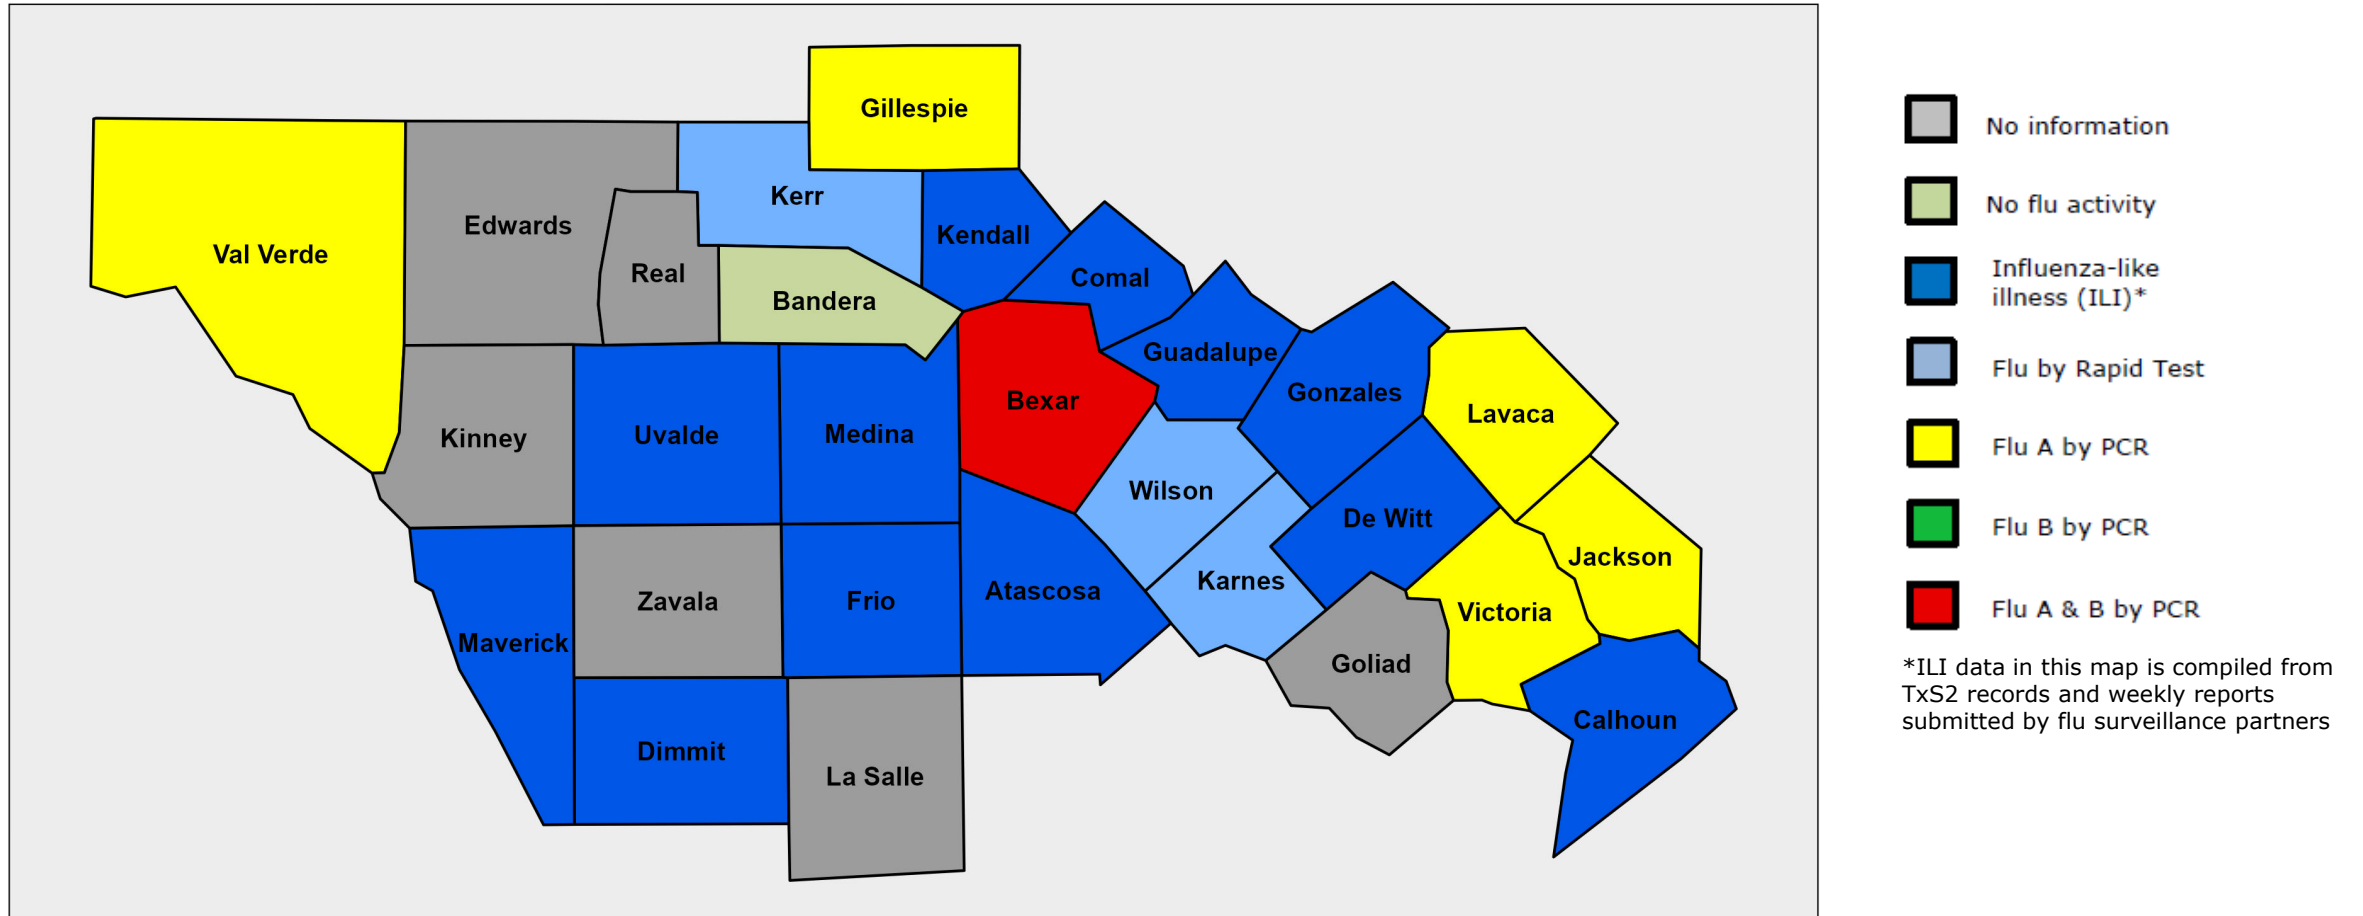 Gillespie
Val Verde
Edwards
Kerr
Kendall
Real
Comal
Bandera
Guadalupe
Gonzales
Lavaca
Bexar
Kinney
Uvalde
Medina
Wilson
De Witt
Jackson
Karnes
Victoria
Zavala
Frio
Atascosa
Maverick
Goliad
Calhoun
Dimmit
La Salle
No information
No flu activity
Influenza-like
illness (ILI)*
Flu by Rapid Test
Flu A by PCR
Flu B by PCR
Flu A & B by PCR
*ILI data in this map is compiled from
TxS2 records and weekly reports
submitted by flu surveillance partners